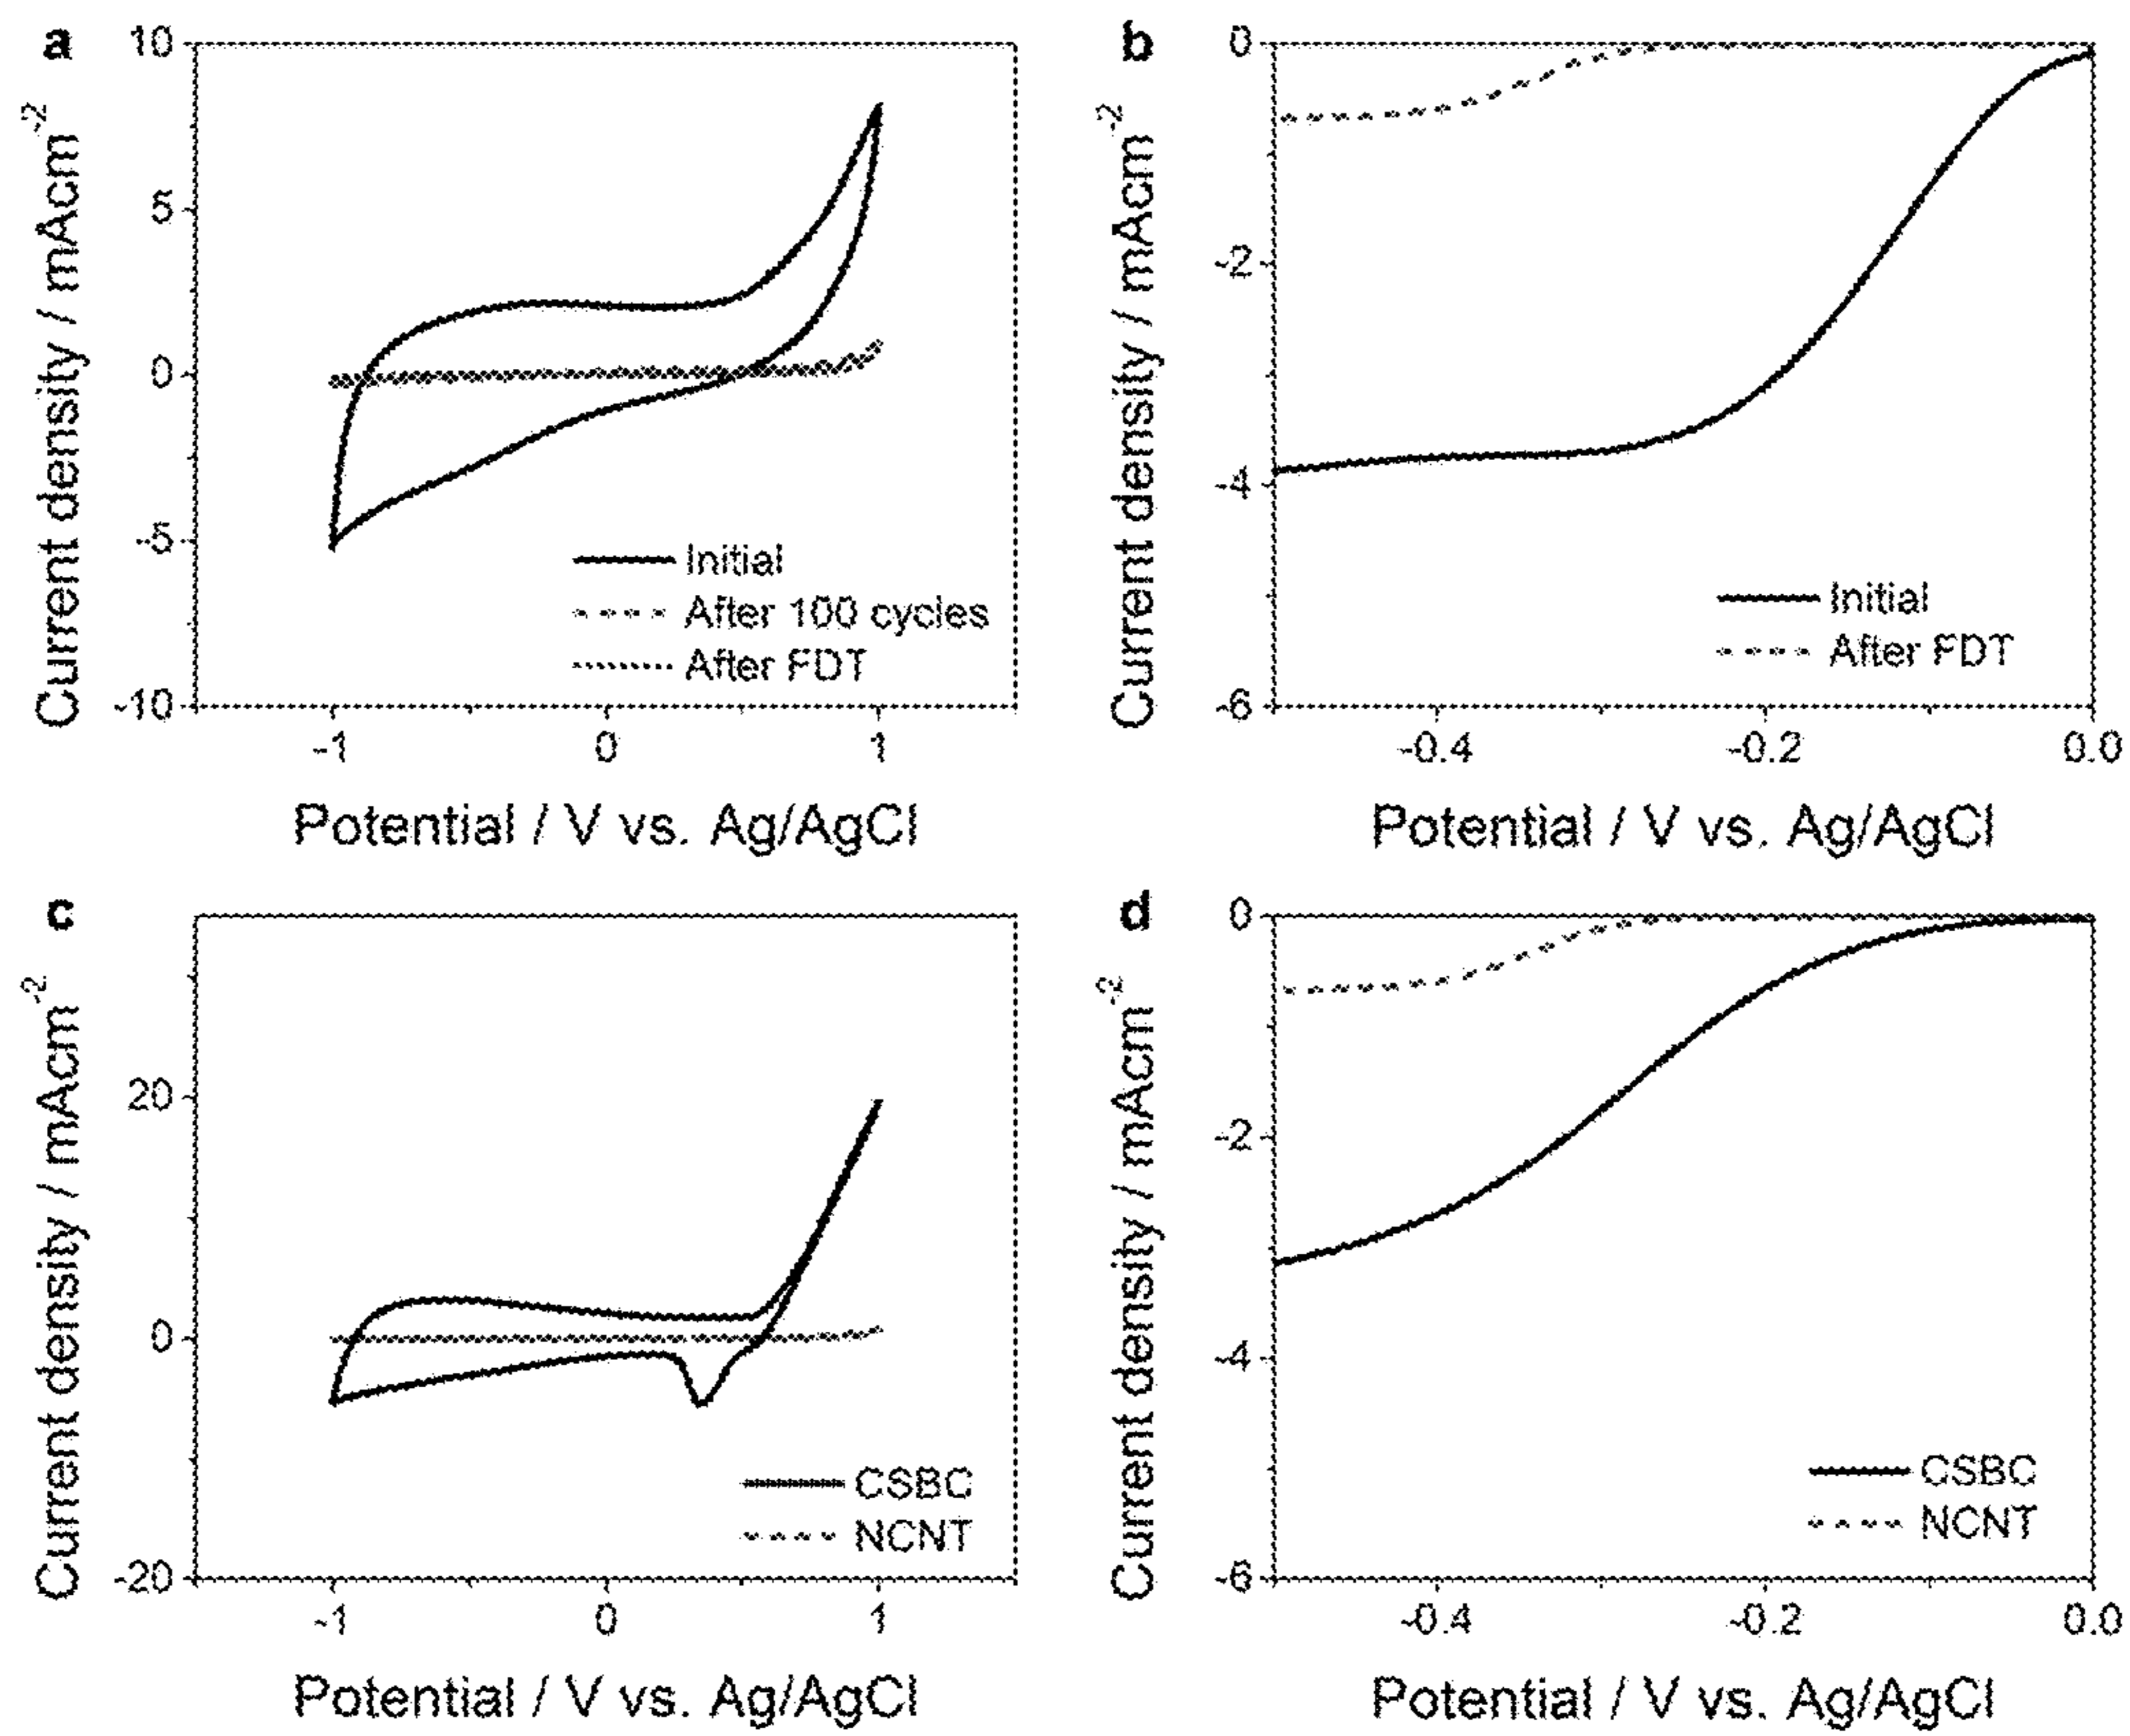 a
10
5
0
-5
-10
-1 0 1
Current density / mAcm-2
Potential / V vs. Ag/AgCl
Initial
After 100 cycles
After FDT
b
0
-2
-4
-6
-0.4 -0.2 0.0
Current density / mAcm-2
Potential / V vs. Ag/AgCl
Initial
After FDT
c
20
0
-20
-1 0 1
Current density / mAcm-2
Potential / V vs. Ag/AgCl
CSBC
NCNT
d
0
-2
-4
-6
-0.4 -0.2 0.0
Current density / mAcm-2
Potential / V vs. Ag/AgCl
CSBC
NCNT